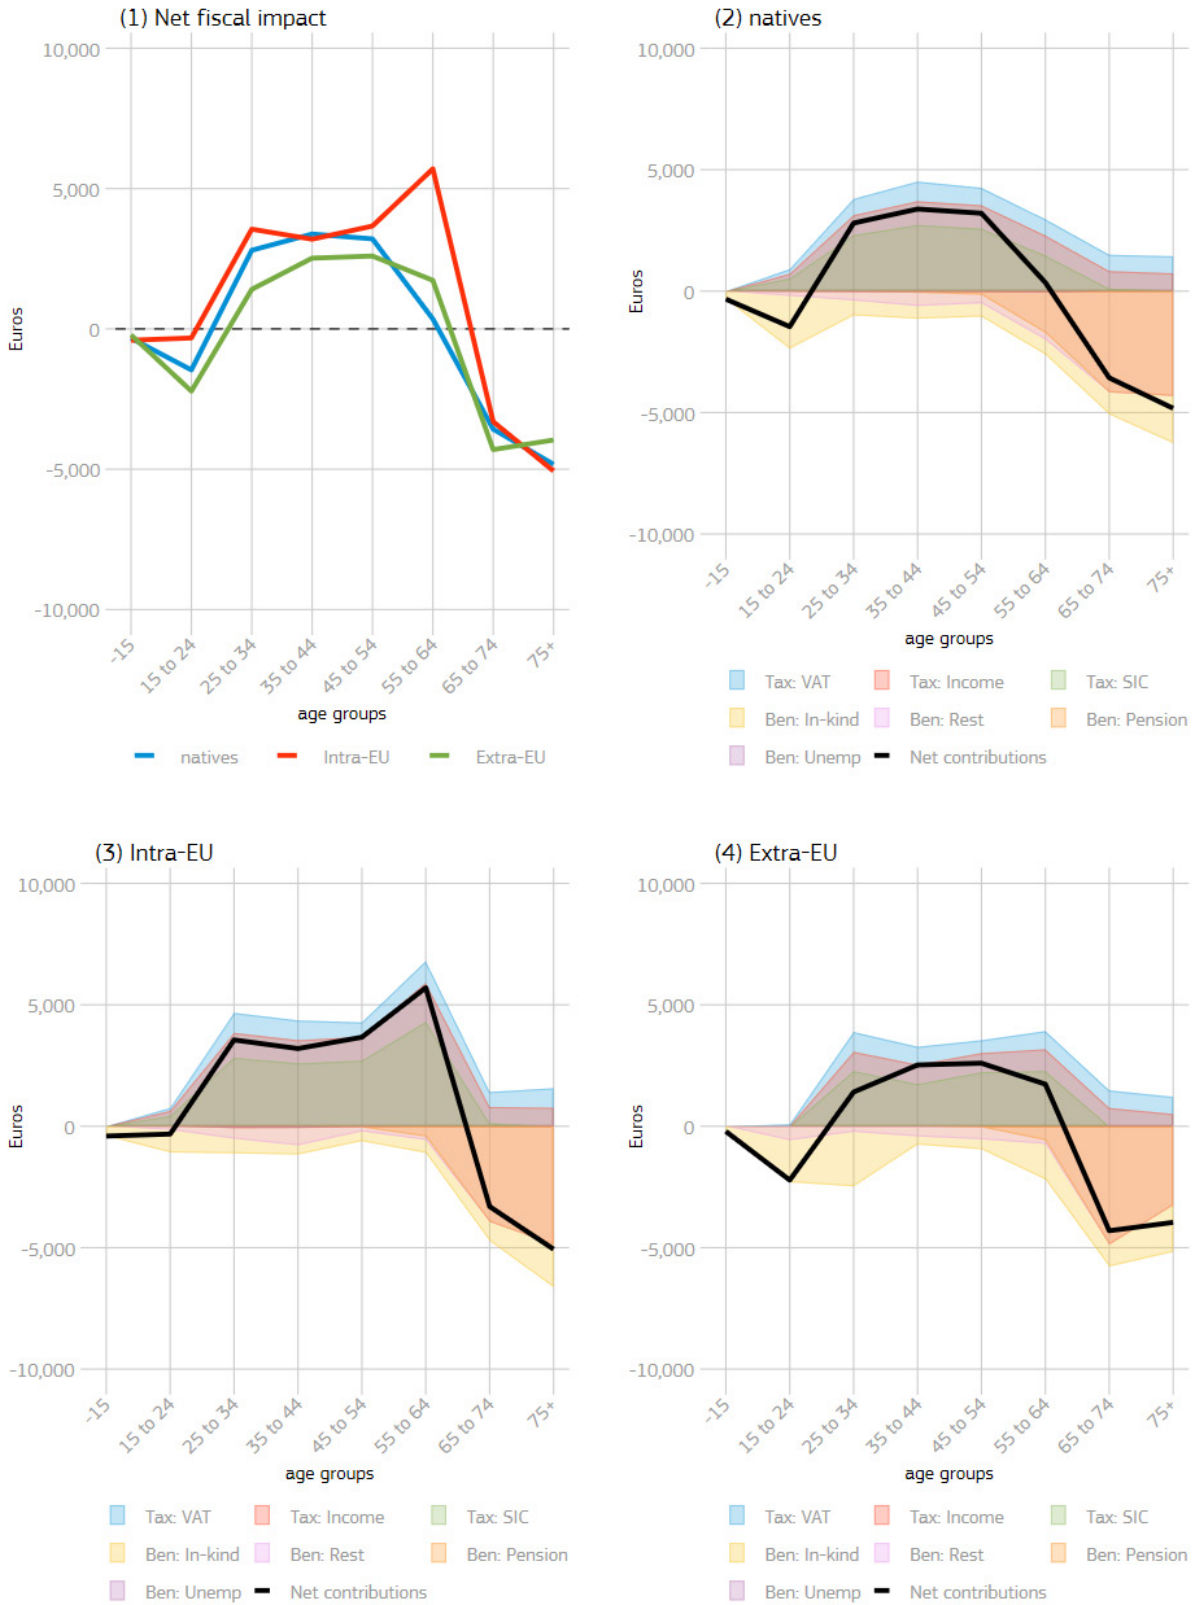 (1) Net fiscal impact
10,000
5,000
0
-5,000
-10,000
Euros
-15
15 to 24
25 to 34
35 to 44
45 to 54
55 to 64
65 to 74
75+
age groups
natives Intra-EU Extra-EU
(2) natives
10,000
5,000
0
-5,000
-10,000
Euros
-15
15 to 24
25 to 34
35 to 44
45 to 54
55 to 64
65 to 74
75+
age groups
Tax: VAT Tax: Income Tax: SIC
Ben: In-kind Ben: Rest Ben: Pension
Ben: Unemp Net contributions
(3) Intra-EU
10,000
5,000
0
-5,000
-10,000
Euros
-15
15 to 24
25 to 34
35 to 44
45 to 54
55 to 64
65 to 74
75+
age groups
Tax: VAT Tax: Income Tax: SIC
Ben: In-kind Ben: Rest Ben: Pension
Ben: Unemp Net contributions
(4) Extra-EU
10,000
5,000
0
-5,000
-10,000
Euros
-15
15 to 24
25 to 34
35 to 44
45 to 54
55 to 64
65 to 74
75+
age groups
Tax: VAT Tax: Income Tax: SIC
Ben: In-kind Ben: Rest Ben: Pension
Ben: Unemp Net contributions